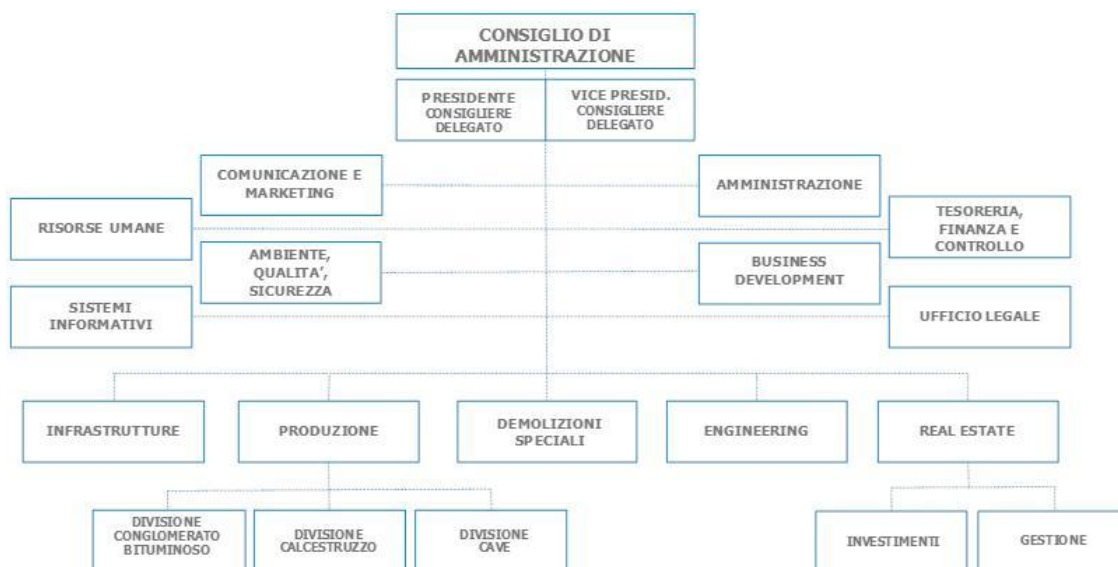 CONSIGLIO DI
AMMINISTRAZIONE
PRESIDENTE
CONSIGLIERE
DELEGATO
VICE PRESID.
CONSIGLIERE
DELEGATO
COMUNICAZIONE E
MARKETING
AMMINISTRAZIONE
RISORSE UMANE
TESORERIA,
FINANZA E
CONTROLLO
AMBIENTE,
QUALITA’,
SICUREZZA
BUSINESS
DEVELOPMENT
SISTEMI
INFORMATIVI
UFFICIO LEGALE
INFRASTRUTTURE
PRODUZIONE
DEMOLIZIONI
SPECIALI
ENGINEERING
REAL ESTATE
DIVISIONE
CONGLOMERATO
BITUMINOSO
DIVISIONE
CALCESTRUZZO
DIVISIONE
CAVE
INVESTIMENTI
GESTIONE